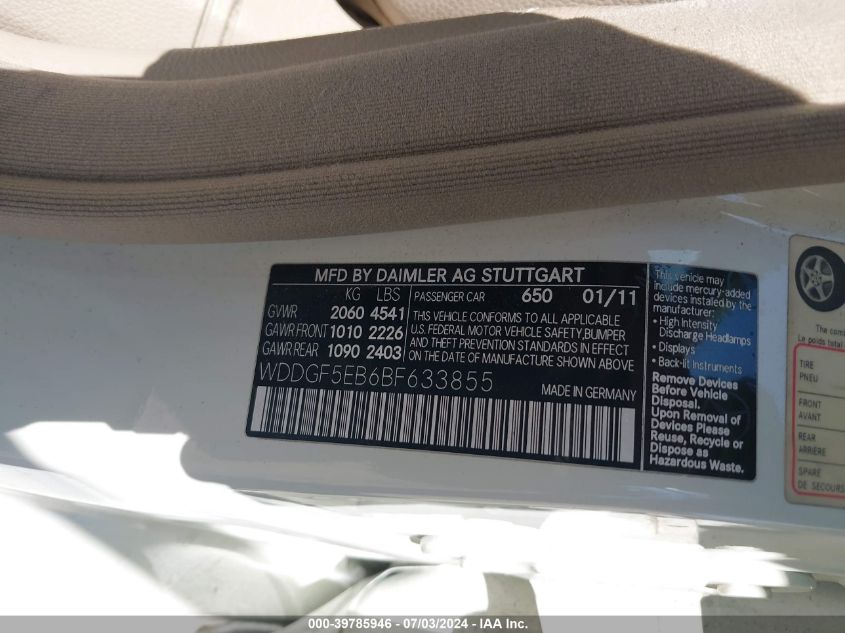 MFD BY DAIMLER AG STUTTGART
KG LBS
GVWR 2060 4541
GAWR FRONT 1010 2226
GAWR REAR 1090 2403
PASSENGER CAR 650 01/11
THIS VEHICLE CONFORMS TO ALL APPLICABLE
U.S. FEDERAL MOTOR VEHICLE SAFETY,BUMPER
AND THEFT PREVENTION STANDARDS IN EFFECT
ON THE DATE OF MANUFACTURE SHOWN ABOVE
WDDGF5EB6BF633855
MADE IN GERMANY
This vehicle may
include mercury-added
devices installed by the
manufacturer:
• High Intensity
Discharge Headlamps
• Displays
• Back-lit Instruments
Remove Devices
Before Vehicle
Disposal.
Upon Removal of
Devices Please
Reuse, Recycle or
Dispose as
Hazardous Waste.
The
Le poids total
TIRE
PNEU
FRONT
AVANT
REAR
ARRIERE
SPARE
DE SECOURS
000-39785946 - 07/03/2024 - IAA Inc.